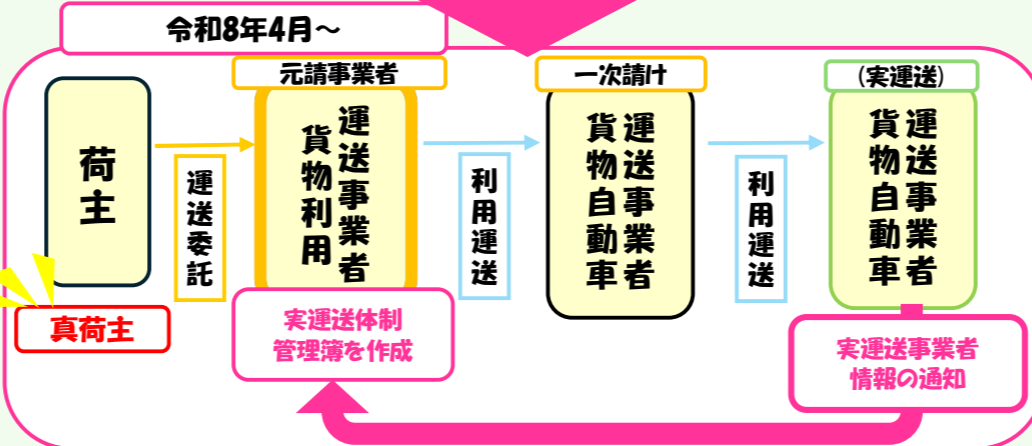 令和8年4月～
荷主
真荷主
運送委託
元請事業者
貨物利用
運送事業者
実運送体制
管理簿を作成
利用運送
一次請け
貨物自動車
運送事業者
利用運送
(実運送)
貨物自動車
運送事業者
実運送事業者
情報の通知